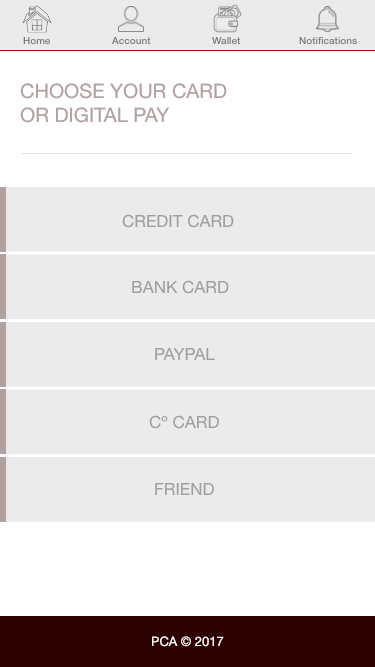 Home
Account
Wallet
Notifications
CHOOSE YOUR CARD
OR DIGITAL PAY
CREDIT CARD
BANK CARD
PAYPAL
Cº CARD
FRIEND
PCA © 2017